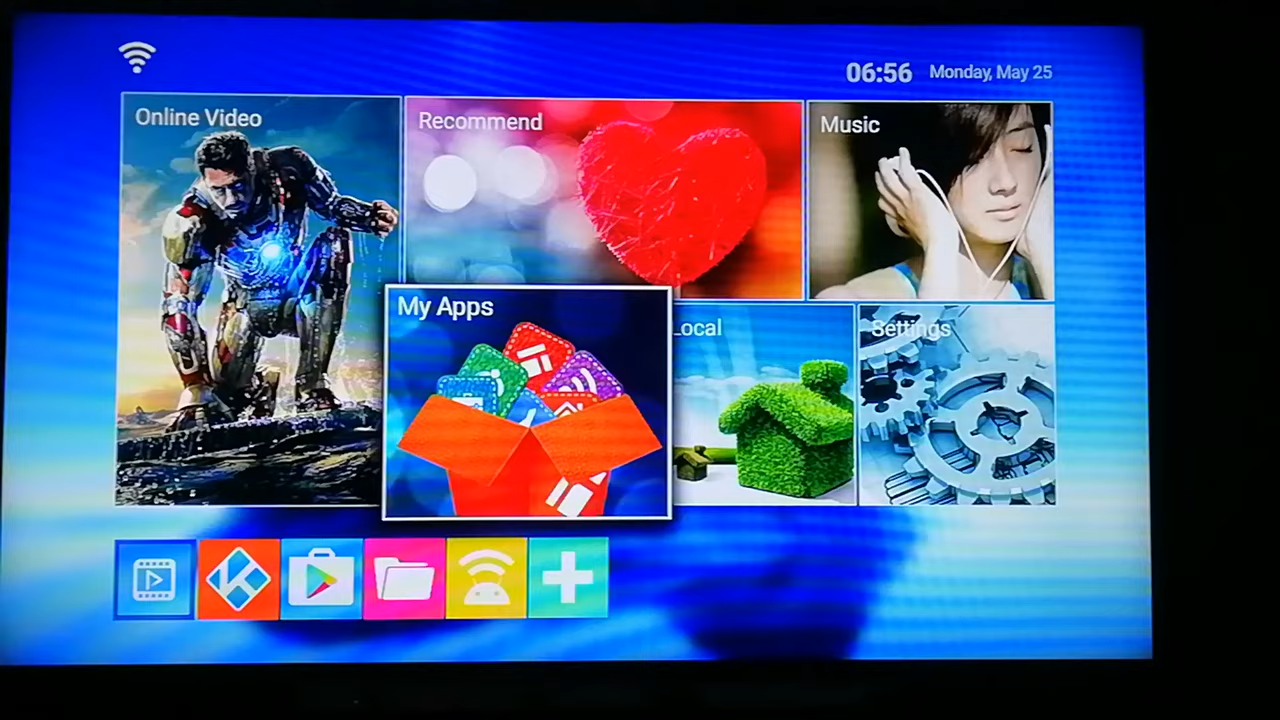 06:56 Monday, May 25
Online Video
Recommend
Music
My Apps
Local
Settings